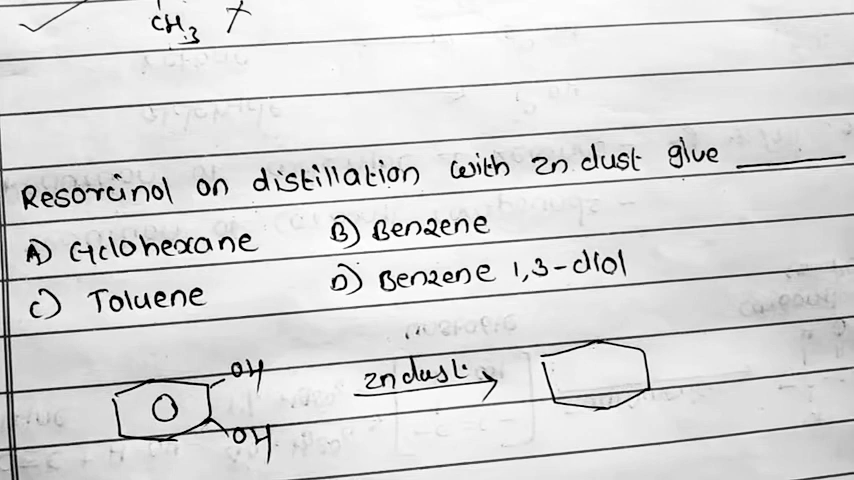 CH3 X
Resorcinol on distillation with zn dust give ______
A) Cyclohexane B) Benzene
C) Toluene D) Benzene 1,3-diol
OH
zn dust
OH